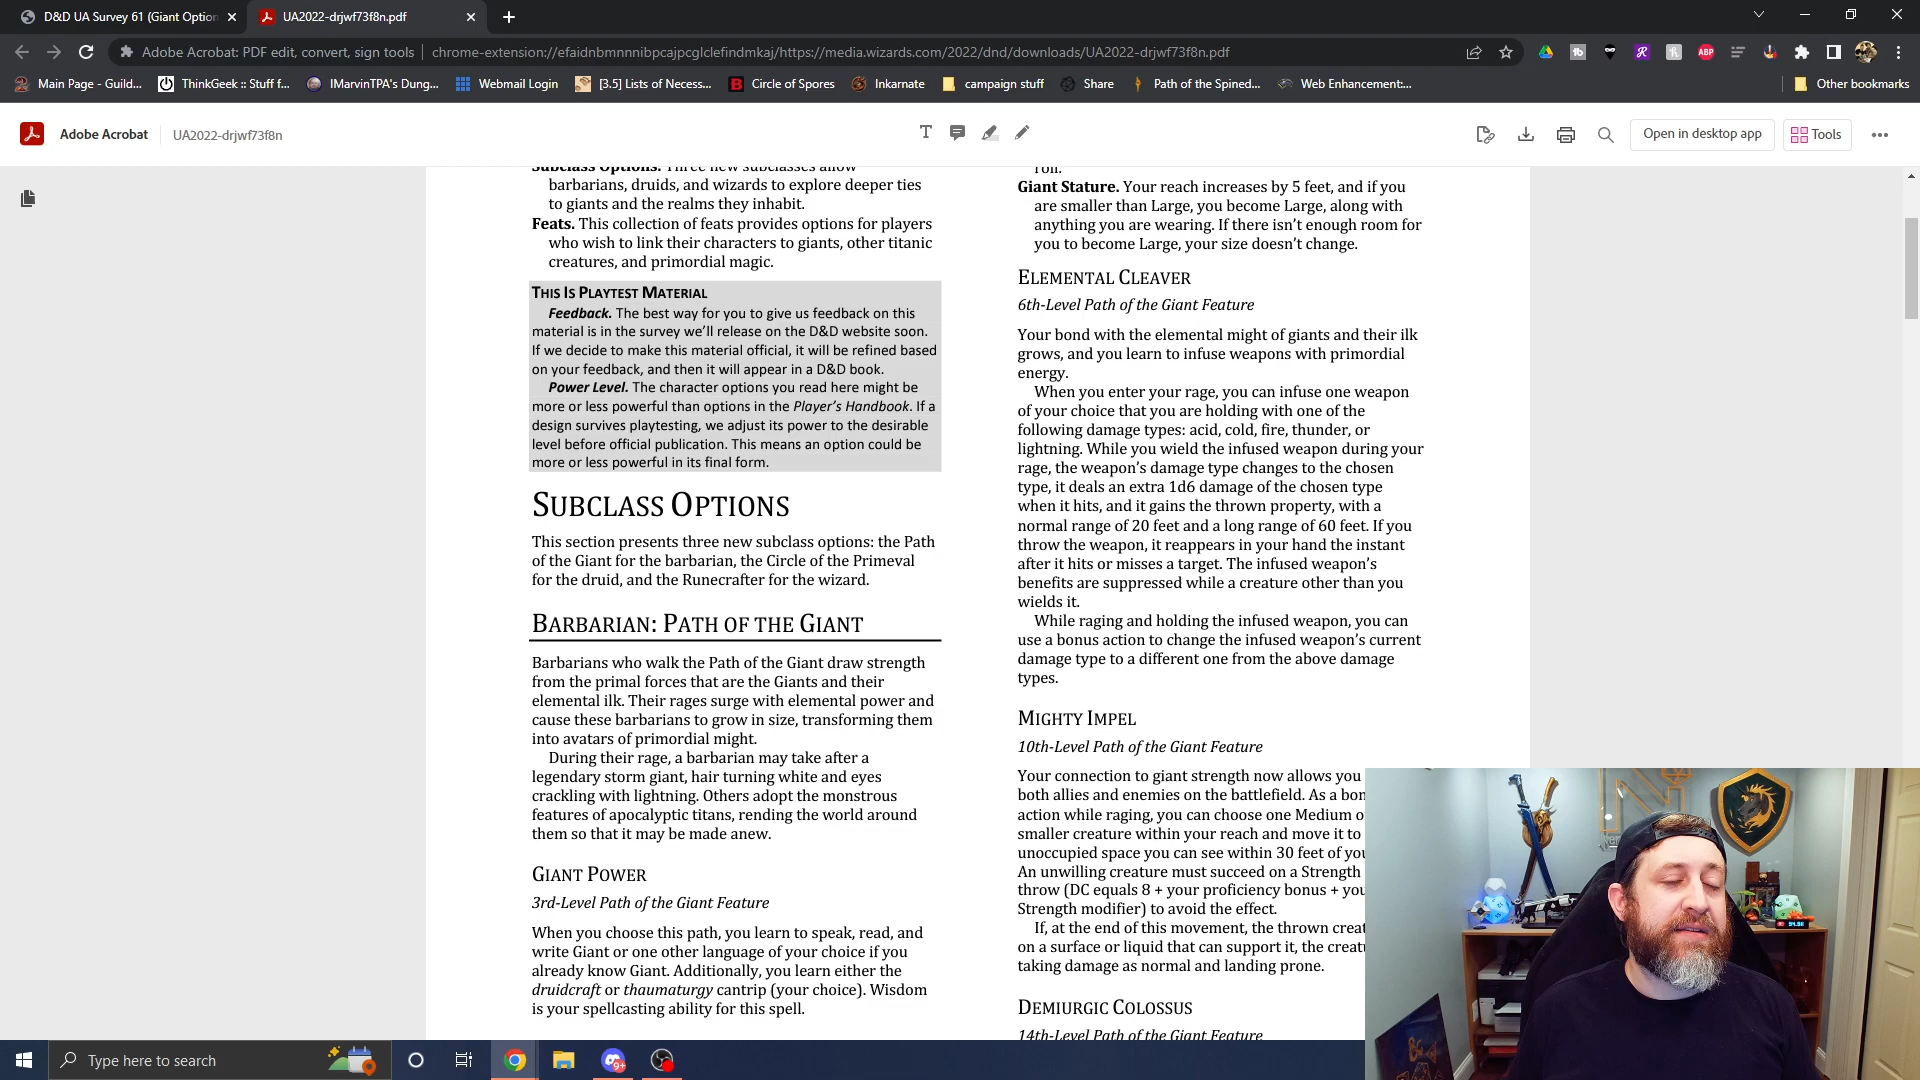 D&D UA Survey 61 (Giant Option
UA2022-drjwf73f8n.pdf
Adobe Acrobat: PDF edit, convert, sign tools
chrome-extension://efaidnbmnnnibpcajpcglclefindmkaj/https://media.wizards.com/2022/dnd/downloads/UA2022-drjwf73f8n.pdf
ABP
Main Page - Guild...
ThinkGeek :: Stuff f...
IMarvinTPA's Dung...
Webmail Login
[3.5] Lists of Necess...
Circle of Spores
Inkarnate
campaign stuff
Share
Path of the Spined...
Web Enhancement:...
Other bookmarks
Adobe Acrobat
UA2022-drjwf73f8n
Open in desktop app
Tools
Subclass Options. Three new subclasses allow
barbarians, druids, and wizards to explore deeper ties
to giants and the realms they inhabit.
Feats. This collection of feats provides options for players
who wish to link their characters to giants, other titanic
creatures, and primordial magic.
THIS IS PLAYTEST MATERIAL
Feedback. The best way for you to give us feedback on this
material is in the survey we'll release on the D&D website soon.
If we decide to make this material official, it will be refined based
on your feedback, and then it will appear in a D&D book.
Power Level. The character options you read here might be
more or less powerful than options in the Player's Handbook. If a
design survives playtesting, we adjust its power to the desirable
level before official publication. This means an option could be
more or less powerful in its final form.
SUBCLASS OPTIONS
This section presents three new subclass options: the Path
of the Giant for the barbarian, the Circle of the Primeval
for the druid, and the Runecrafter for the wizard.
BARBARIAN: PATH OF THE GIANT
Barbarians who walk the Path of the Giant draw strength
from the primal forces that are the Giants and their
elemental ilk. Their rages surge with elemental power and
cause these barbarians to grow in size, transforming them
into avatars of primordial might.
During their rage, a barbarian may take after a
legendary storm giant, hair turning white and eyes
crackling with lightning. Others adopt the monstrous
features of apocalyptic titans, rending the world around
them so that it may be made anew.
GIANT POWER
3rd-Level Path of the Giant Feature
When you choose this path, you learn to speak, read, and
write Giant or one other language of your choice if you
already know Giant. Additionally, you learn either the
druidcraft or thaumaturgy cantrip (your choice). Wisdom
is your spellcasting ability for this spell.
roll.
Giant Stature. Your reach increases by 5 feet, and if you
are smaller than Large, you become Large, along with
anything you are wearing. If there isn't enough room for
you to become Large, your size doesn't change.
ELEMENTAL CLEAVER
6th-Level Path of the Giant Feature
Your bond with the elemental might of giants and their ilk
grows, and you learn to infuse weapons with primordial
energy.
When you enter your rage, you can infuse one weapon
of your choice that you are holding with one of the
following damage types: acid, cold, fire, thunder, or
lightning. While you wield the infused weapon during your
rage, the weapon's damage type changes to the chosen
type, it deals an extra 1d6 damage of the chosen type
when it hits, and it gains the thrown property, with a
normal range of 20 feet and a long range of 60 feet. If you
throw the weapon, it reappears in your hand the instant
after it hits or misses a target. The infused weapon's
benefits are suppressed while a creature other than you
wields it.
While raging and holding the infused weapon, you can
use a bonus action to change the infused weapon's current
damage type to a different one from the above damage
types.
MIGHTY IMPEL
10th-Level Path of the Giant Feature
Your connection to giant strength now allows you
both allies and enemies on the battlefield. As a bon
action while raging, you can choose one Medium o
smaller creature within your reach and move it to
unoccupied space you can see within 30 feet of you
An unwilling creature must succeed on a Strength
throw (DC equals 8 + your proficiency bonus + you
Strength modifier) to avoid the effect.
If, at the end of this movement, the thrown creat
on a surface or liquid that can support it, the creatu
taking damage as normal and landing prone.
DEMIURGIC COLOSSUS
14th-Level Path of the Giant Feature
Type here to search
9+